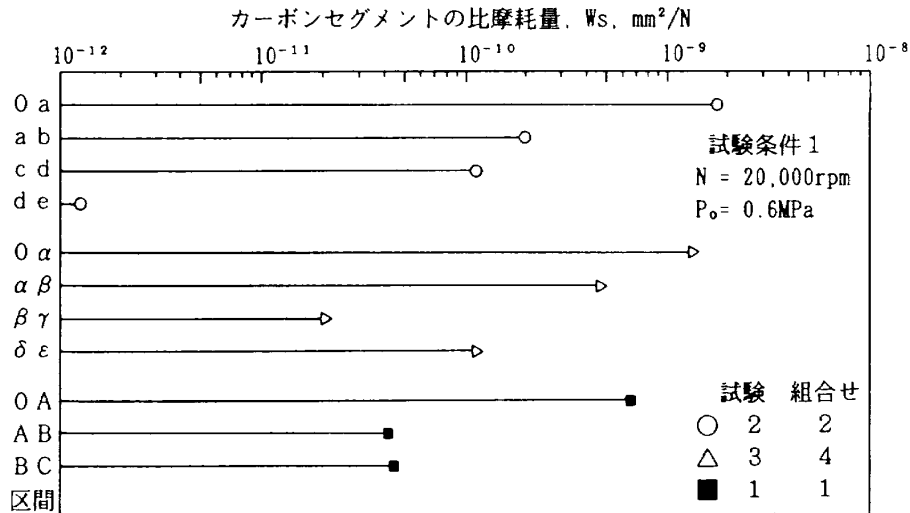 カーボンセグメントの比摩耗量, Ws, mm²/N
10⁻¹² 10⁻¹¹ 10⁻¹⁰ 10⁻⁹ 10⁻⁸
0 a
a b
c d
d e
試験条件 1
N = 20,000rpm
P₀= 0.6MPa
0 α
α β
β γ
δ ε
0 A
A B
B C
区間
試験 組合せ
○ 2 2
△ 3 4
■ 1 1